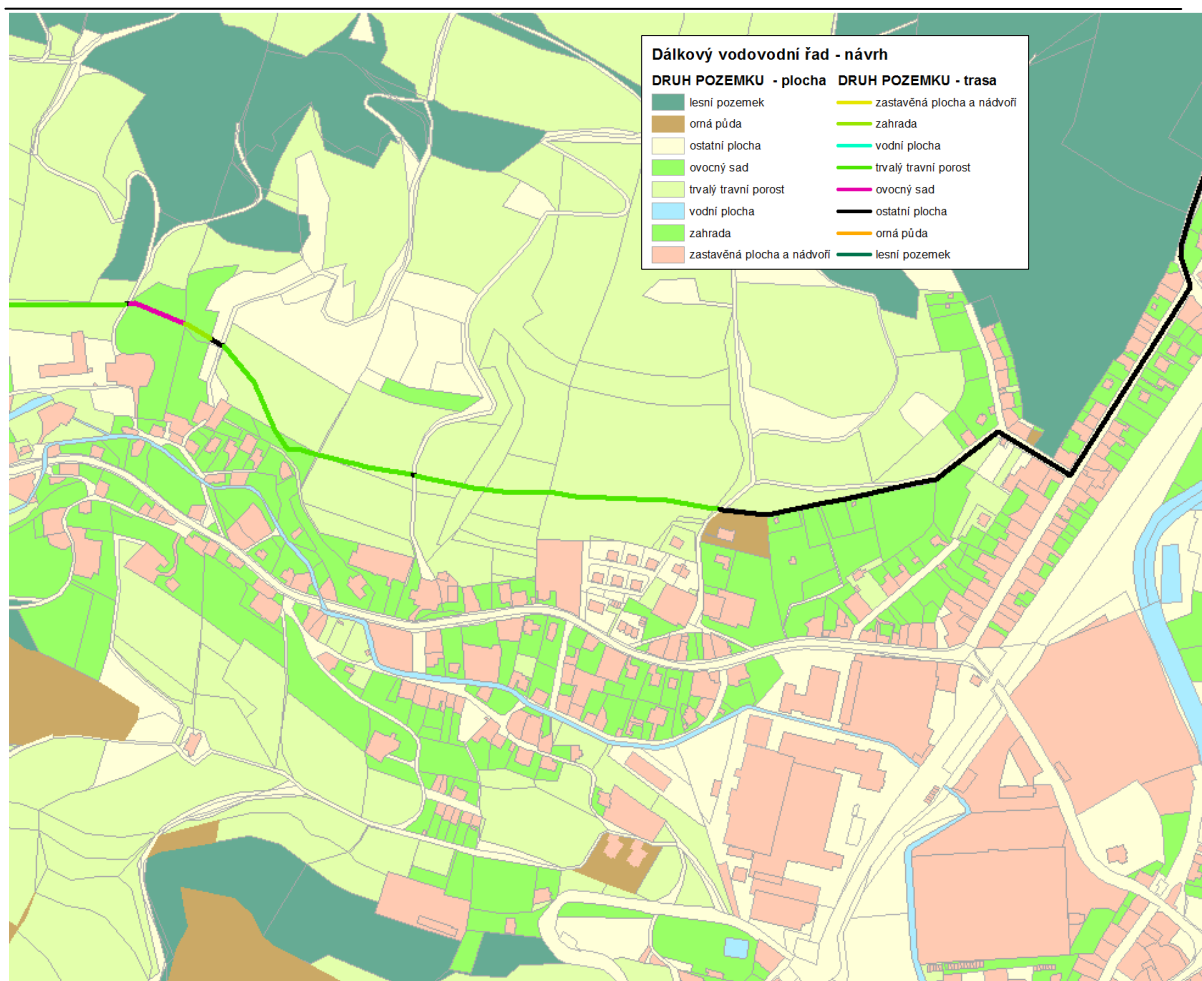 Dálkový vodovodní řad - návrh
DRUH POZEMKU - plocha DRUH POZEMKU - trasa
lesní pozemek zastavěná plocha a nádvoří
orná půda zahrada
ostatní plocha vodní plocha
ovocný sad trvalý travní porost
trvalý travní porost ovocný sad
vodní plocha ostatní plocha
zahrada orná půda
zastavěná plocha a nádvoří lesní pozemek